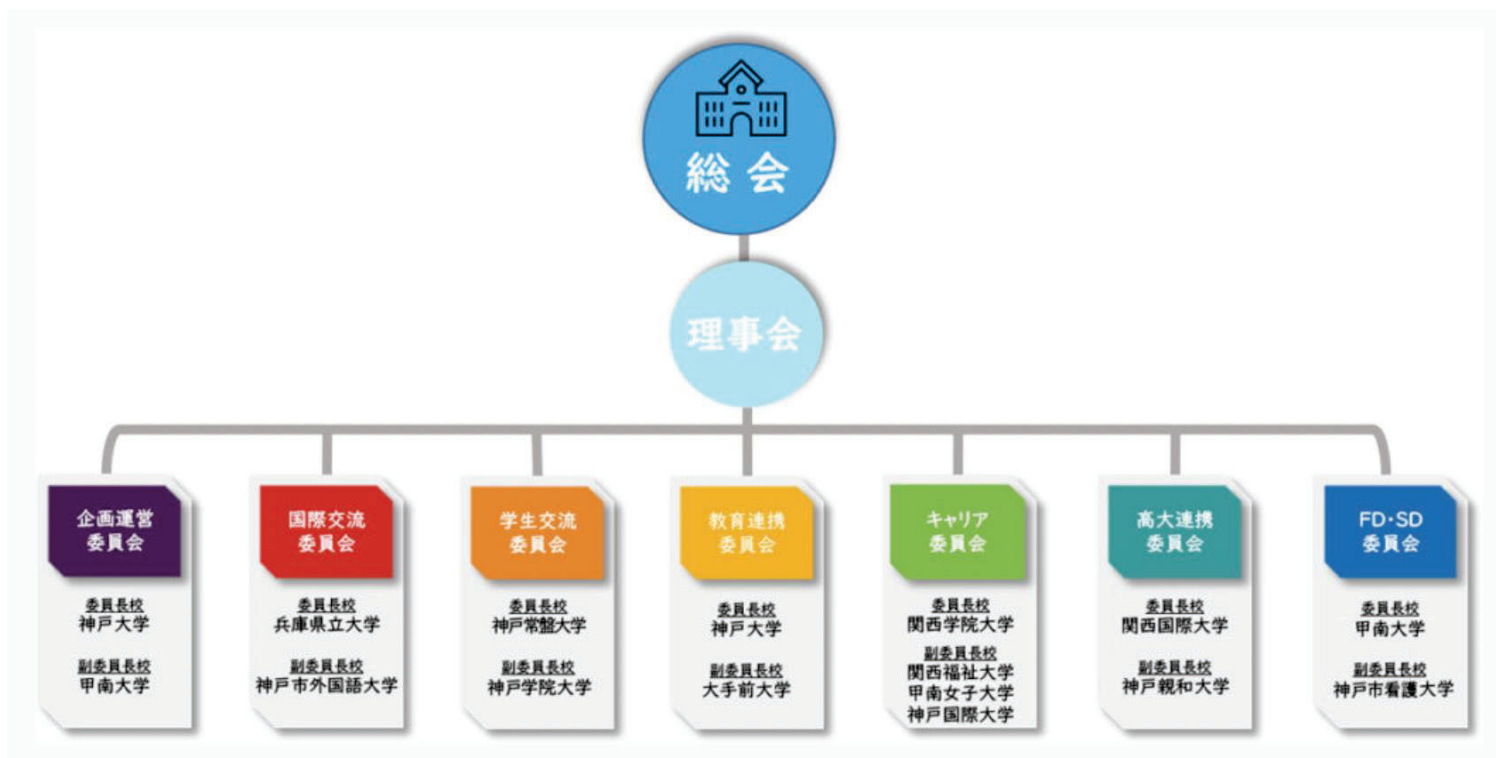 総会
理事会
企画運営
委員会
委員長校
神戸大学
副委員長校
甲南大学
国際交流
委員会
委員長校
兵庫県立大学
副委員長校
神戸市外国語大学
学生交流
委員会
委員長校
神戸常盤大学
副委員長校
神戸学院大学
教育連携
委員会
委員長校
神戸大学
副委員長校
大手前大学
キャリア
委員会
委員長校
関西学院大学
副委員長校
関西福祉大学
甲南女子大学
神戸国際大学
高大連携
委員会
委員長校
関西国際大学
副委員長校
神戸親和大学
FD・SD
委員会
委員長校
甲南大学
副委員長校
神戸市看護大学